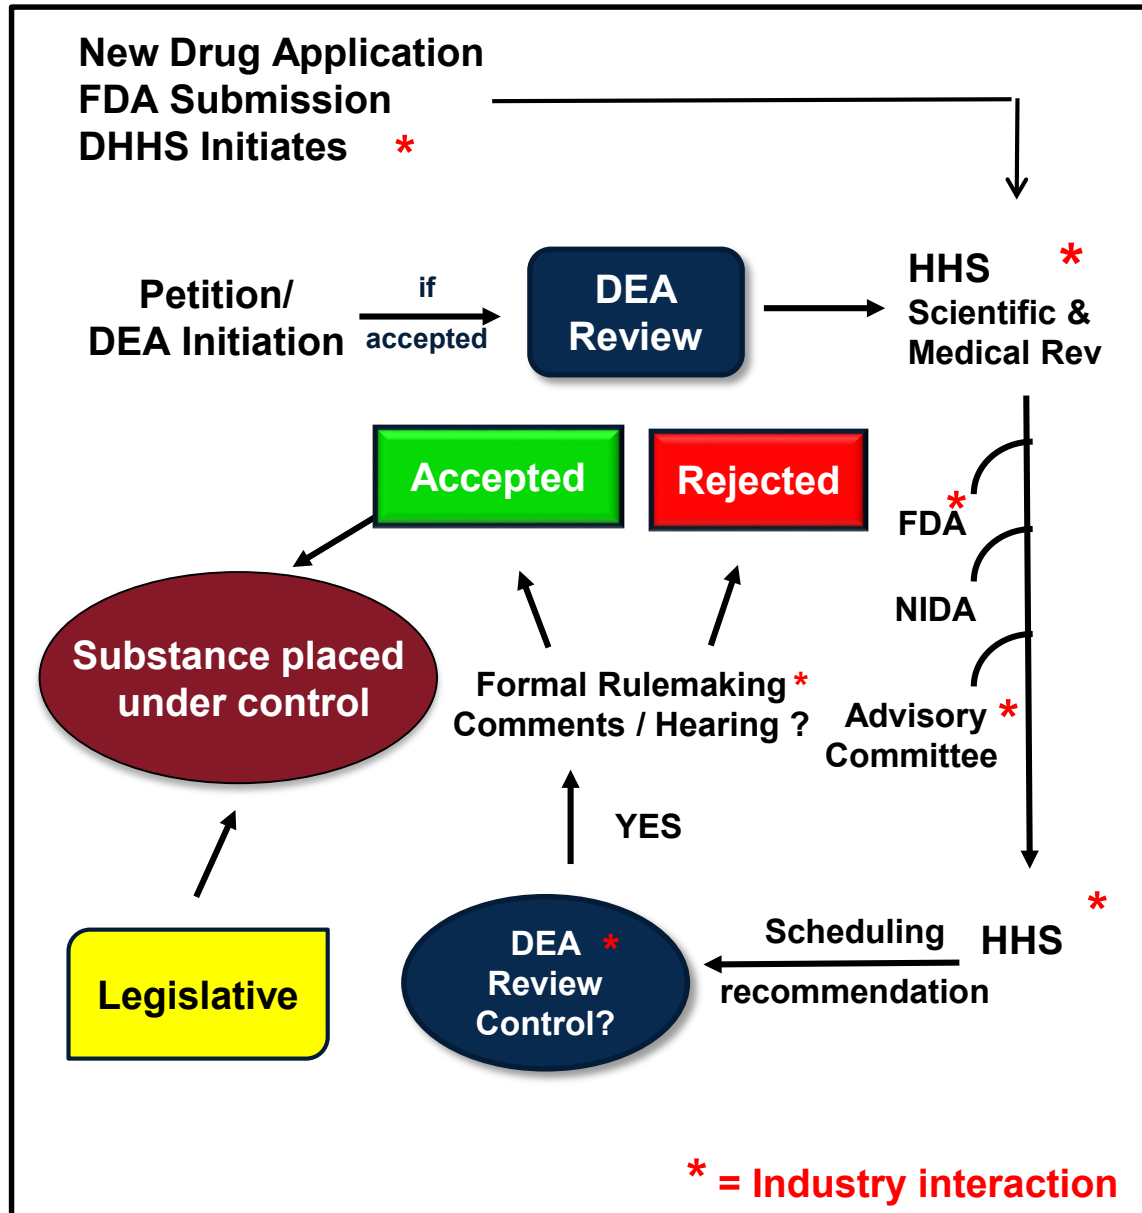 New Drug Application
FDA Submission
DHHS Initiates *
Petition/
DEA Initiation
if
accepted
DEA
Review
HHS *
Scientific &
Medical Rev
Accepted
Rejected
FDA *
NIDA
Advisory *
Committee
Substance placed
under control
Formal Rulemaking *
Comments / Hearing ?
YES
Legislative
DEA *
Review
Control?
Scheduling
recommendation
HHS *
* = Industry interaction